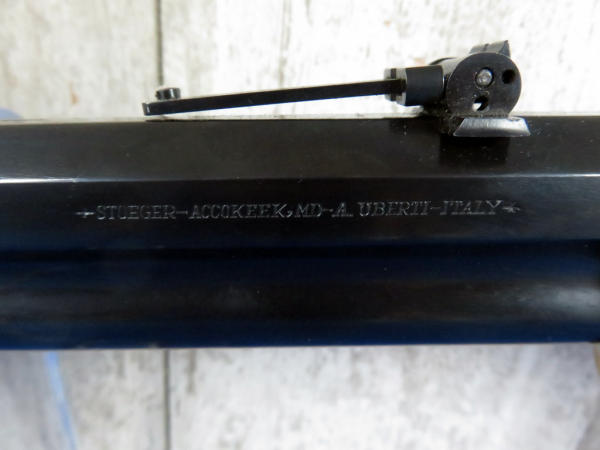 STOEGER-ACCOKEEK, MD-A. UBERTI-ITALY